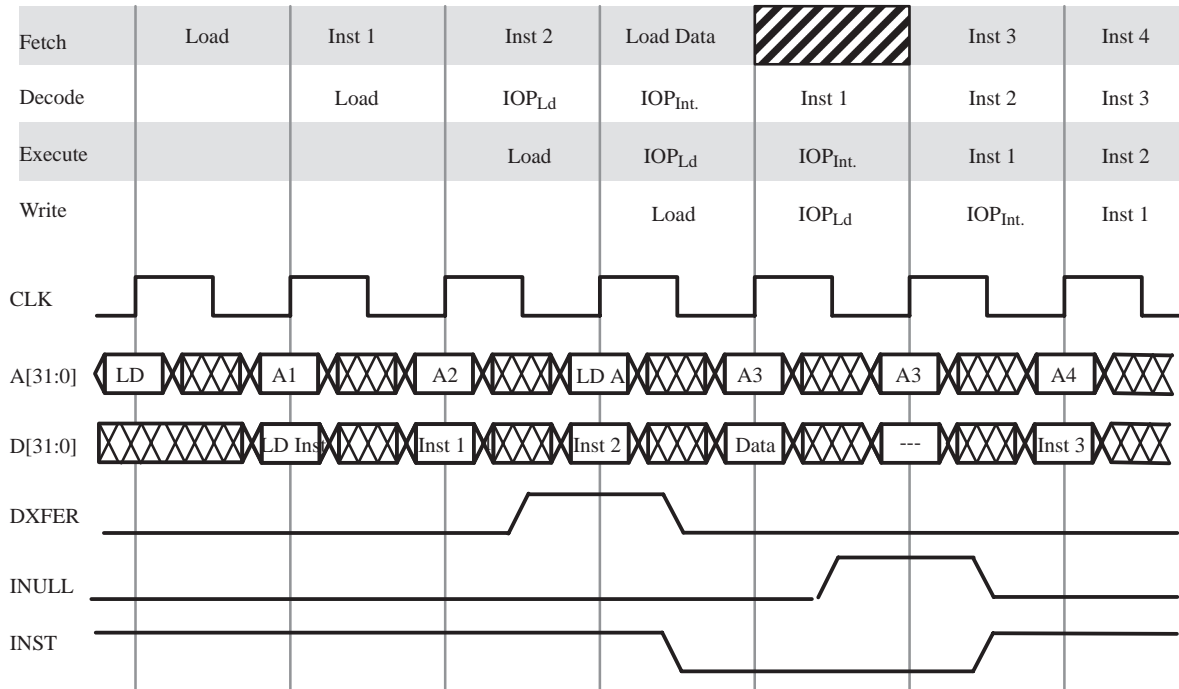 Fetch Load Inst 1 Inst 2 Load Data Inst 3 Inst 4
Decode Load IOPLd IOPInt. Inst 1 Inst 2 Inst 3
Execute Load IOPLd IOPInt. Inst 1 Inst 2
Write Load IOPLd IOPInt. Inst 1
CLK
A[31:0] LD A1 A2 LD A A3 A3 A4
D[31:0] LD Inst Inst 1 Inst 2 Data --- Inst 3
DXFER
INULL
INST